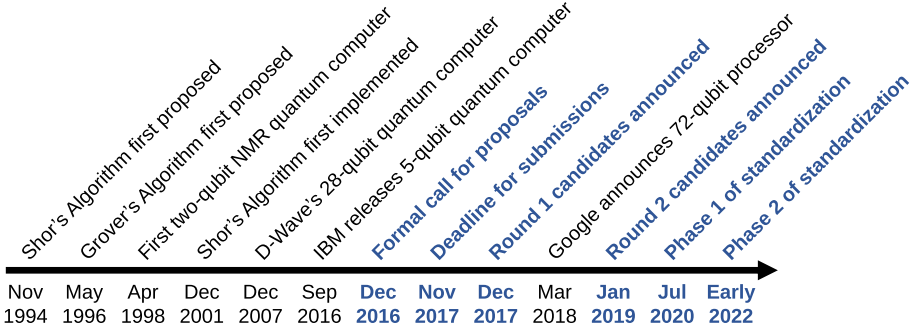 Shor's Algorithm first proposed
Grover's Algorithm first proposed
First two-qubit NMR quantum computer
Shor's Algorithm first implemented
D-Wave's 28-qubit quantum computer
IBM releases 5-qubit quantum computer
Formal call for proposals
Deadline for submissions
Round 1 candidates announced
Google announces 72-qubit processor
Round 2 candidates announced
Phase 1 of standardization
Phase 2 of standardization
Nov May Apr Dec Dec Sep Dec Nov Dec Mar Jan Jul Early
1994 1996 1998 2001 2007 2016 2016 2017 2017 2018 2019 2020 2022